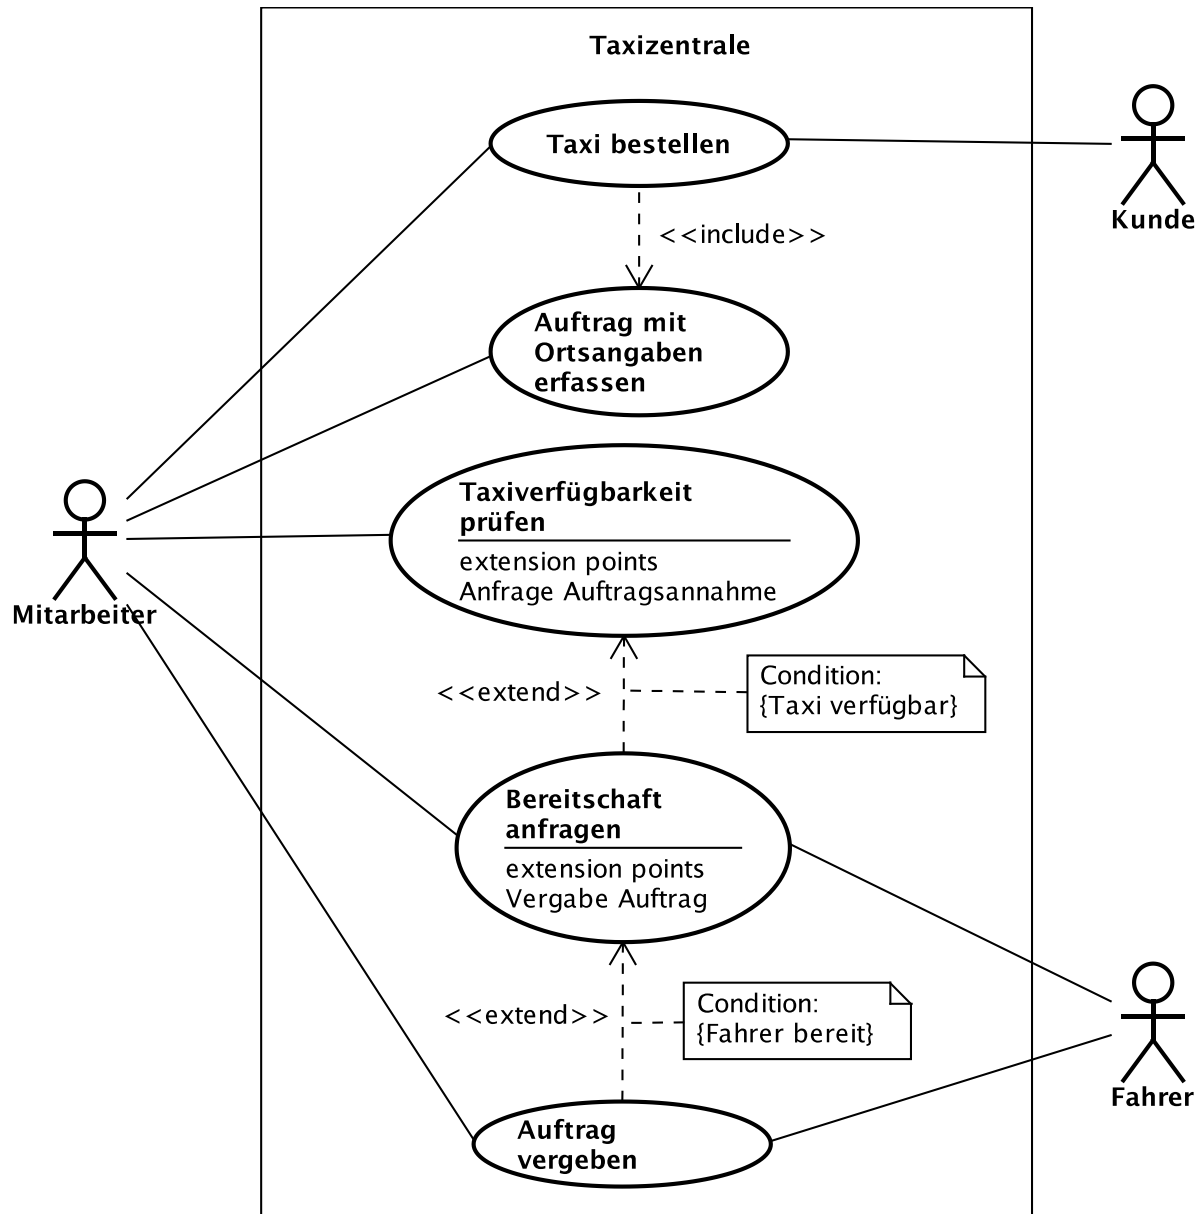 Taxizentrale
Taxi bestellen
Kunde
<<include>>
Auftrag mit
Ortsangaben
erfassen
Taxiverfügbarkeit
prüfen
extension points
Anfrage Auftragsannahme
Mitarbeiter
<<extend>>
Condition:
{Taxi verfügbar}
Bereitschaft
anfragen
extension points
Vergabe Auftrag
<<extend>>
Condition:
{Fahrer bereit}
Fahrer
Auftrag
vergeben